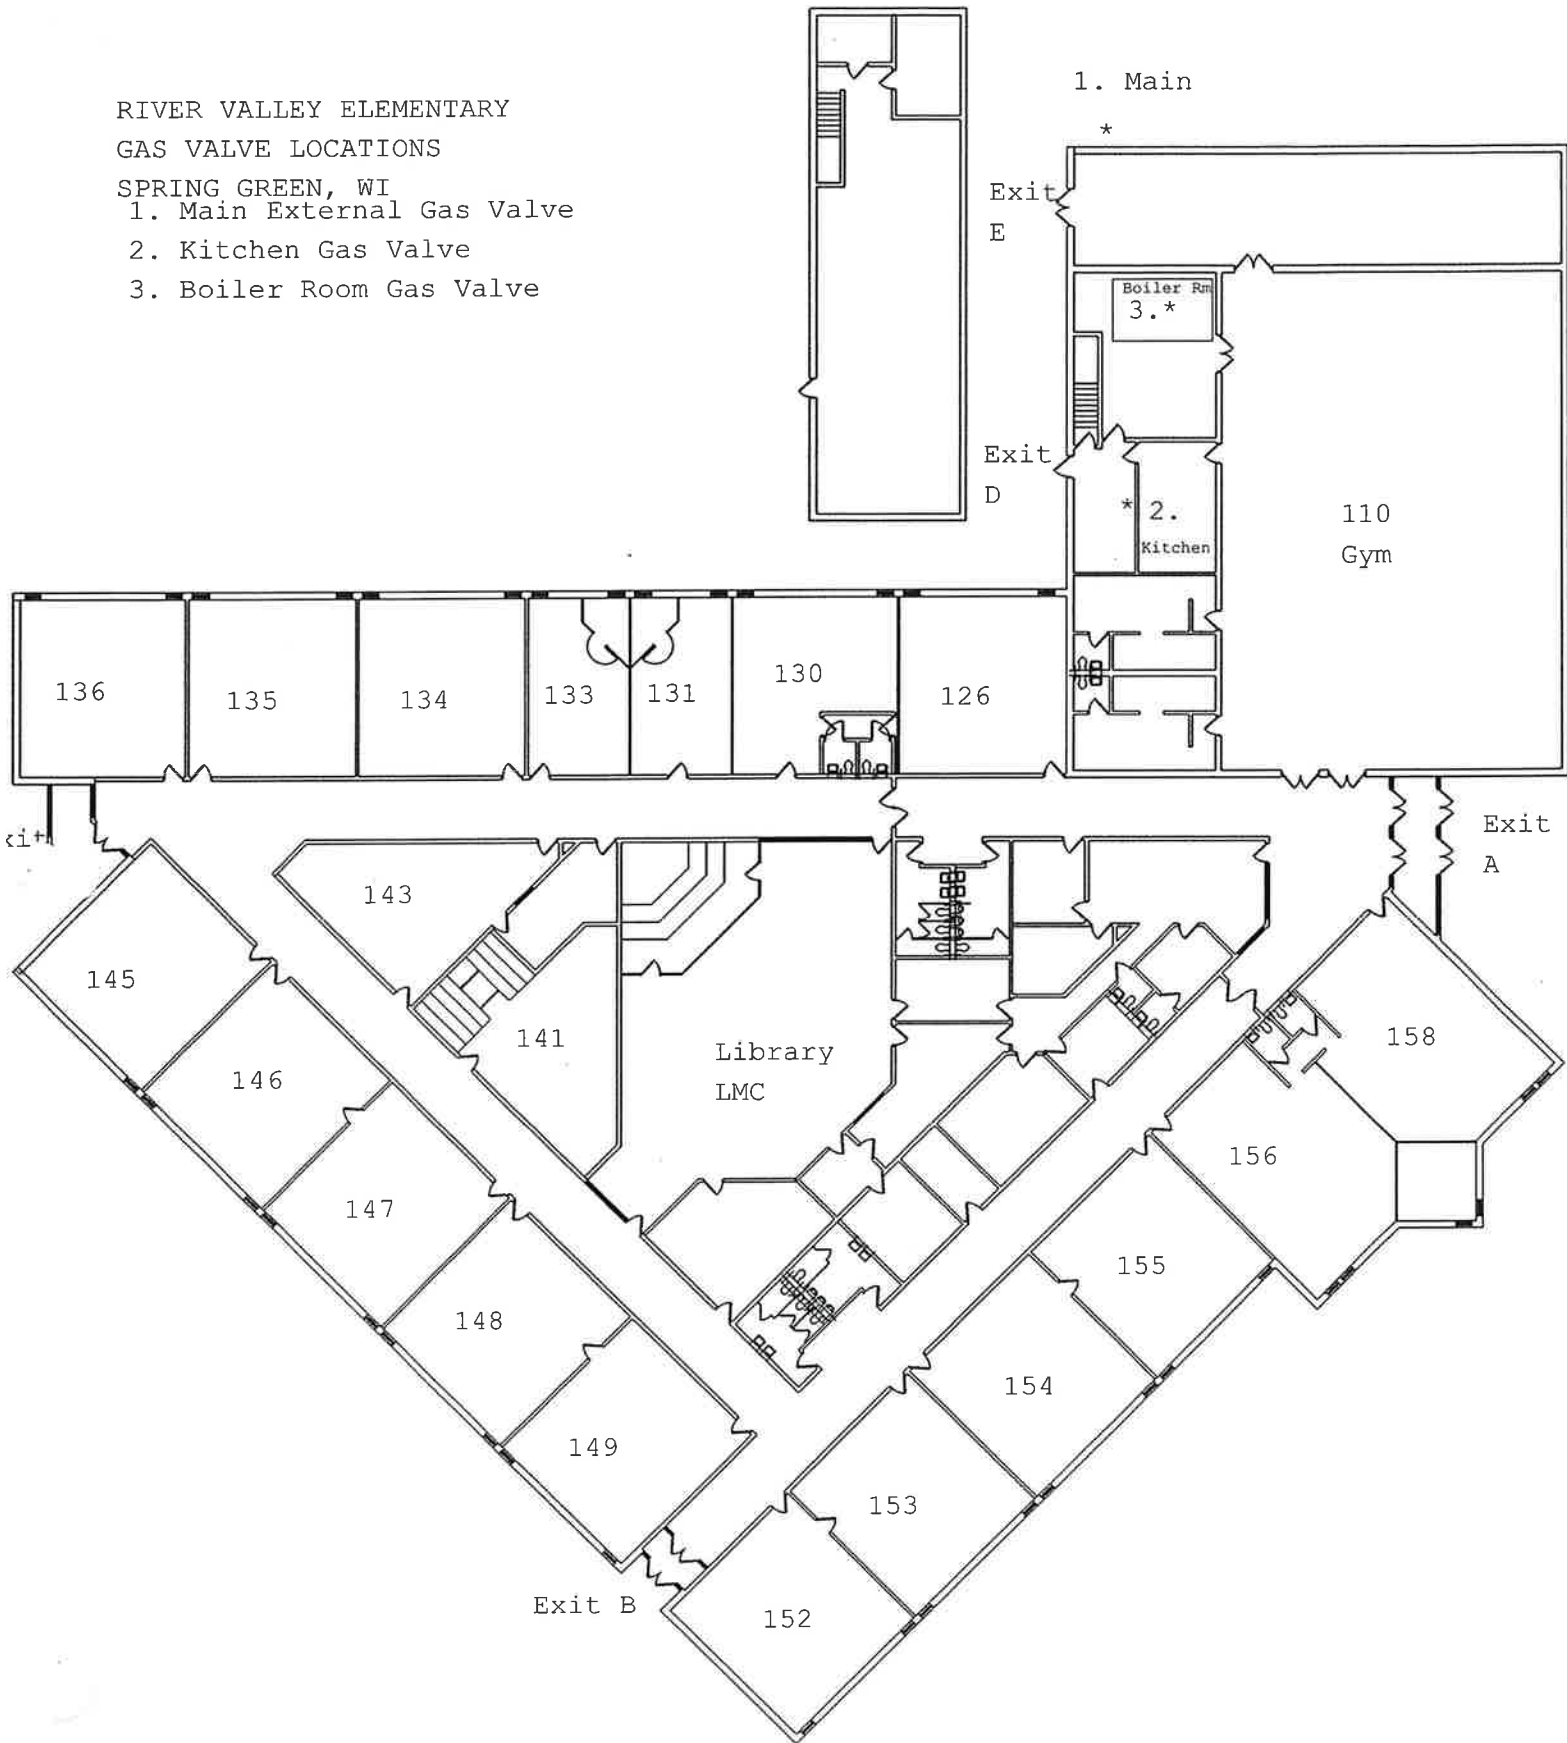 RIVER VALLEY ELEMENTARY
GAS VALVE LOCATIONS
SPRING GREEN, WI
1. Main External Gas Valve
2. Kitchen Gas Valve
3. Boiler Room Gas Valve
1. Main
*
Exit
E
Boiler Rm
3.*
Exit
D
* 2.
Kitchen
110
Gym
136
135
134
133
131
130
126
Exit
A
143
145
141
146
Library
LMC
158
147
156
148
155
149
154
153
Exit B
152